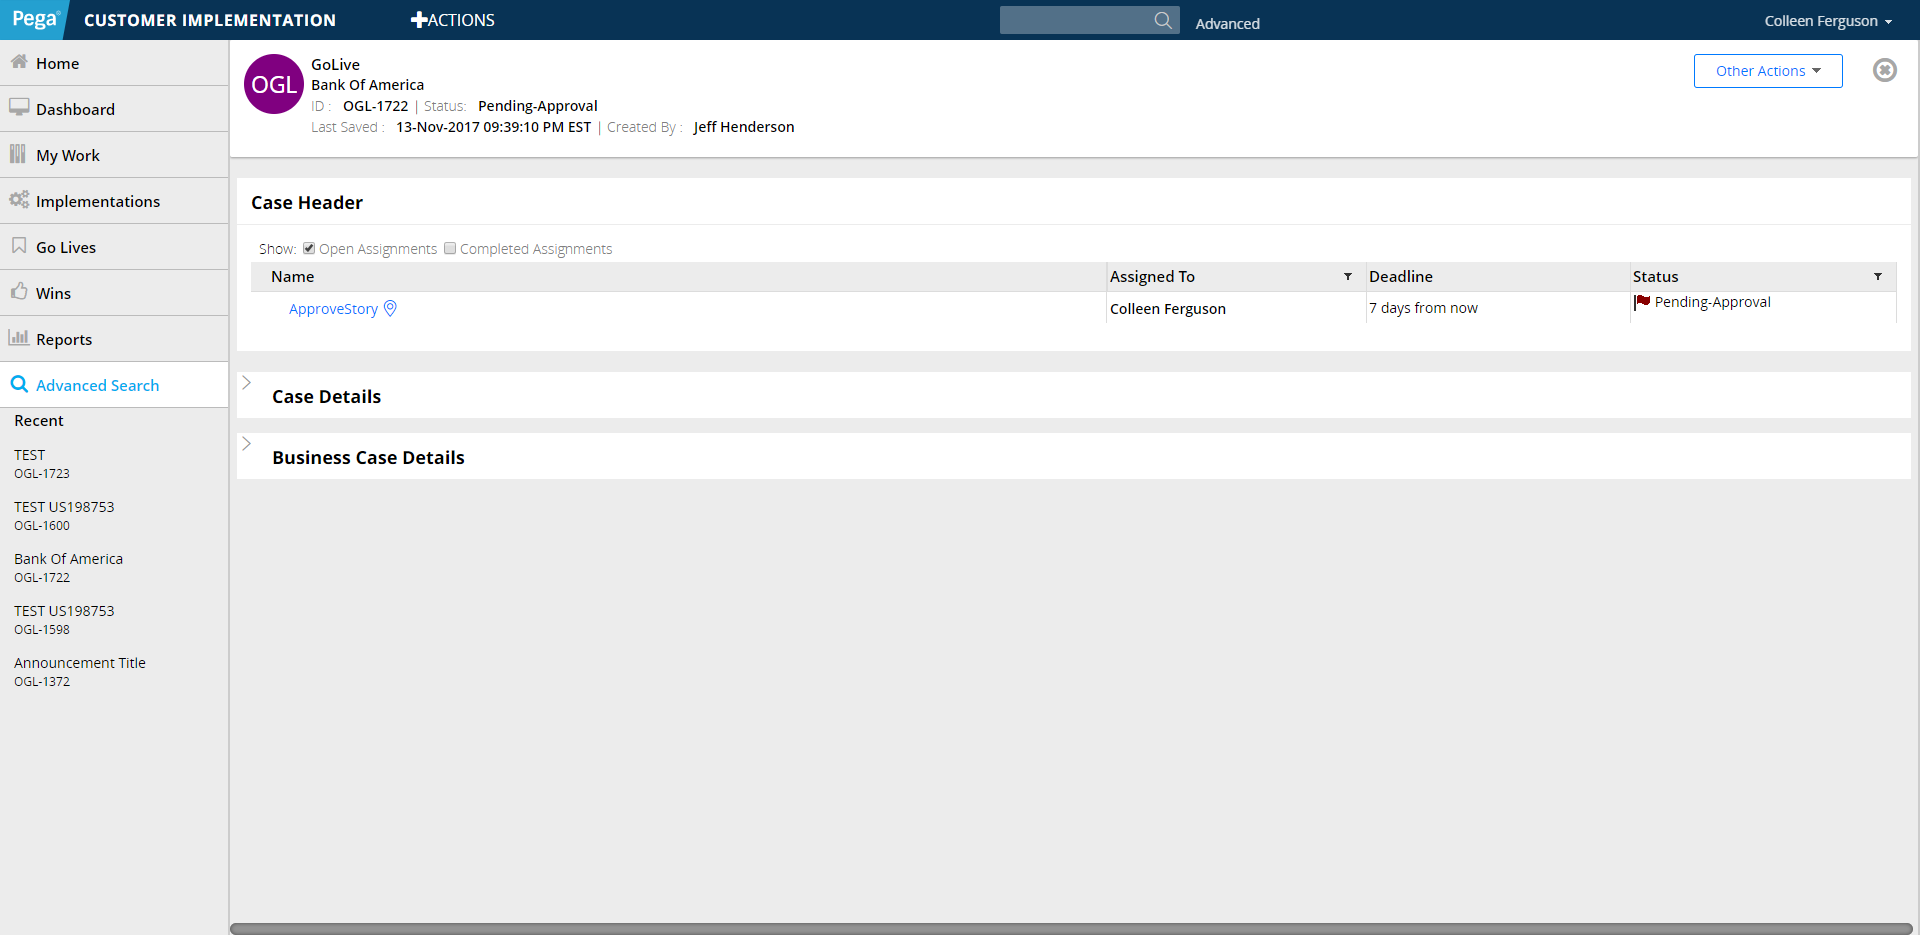 Pega® CUSTOMER IMPLEMENTATION ACTIONS Advanced Colleen Ferguson
Home
Dashboard
My Work
Implementations
Go Lives
Wins
Reports
Advanced Search
Recent
TEST
OGL-1723
TEST US198753
OGL-1600
Bank Of America
OGL-1722
TEST US198753
OGL-1598
Announcement Title
OGL-1372
OGL
GoLive
Bank Of America
ID : OGL-1722 | Status: Pending-Approval
Last Saved : 13-Nov-2017 09:39:10 PM EST | Created By : Jeff Henderson
Other Actions
Case Header
Show: Open Assignments Completed Assignments
Name Assigned To Deadline Status
ApproveStory Colleen Ferguson 7 days from now Pending-Approval
Case Details
Business Case Details